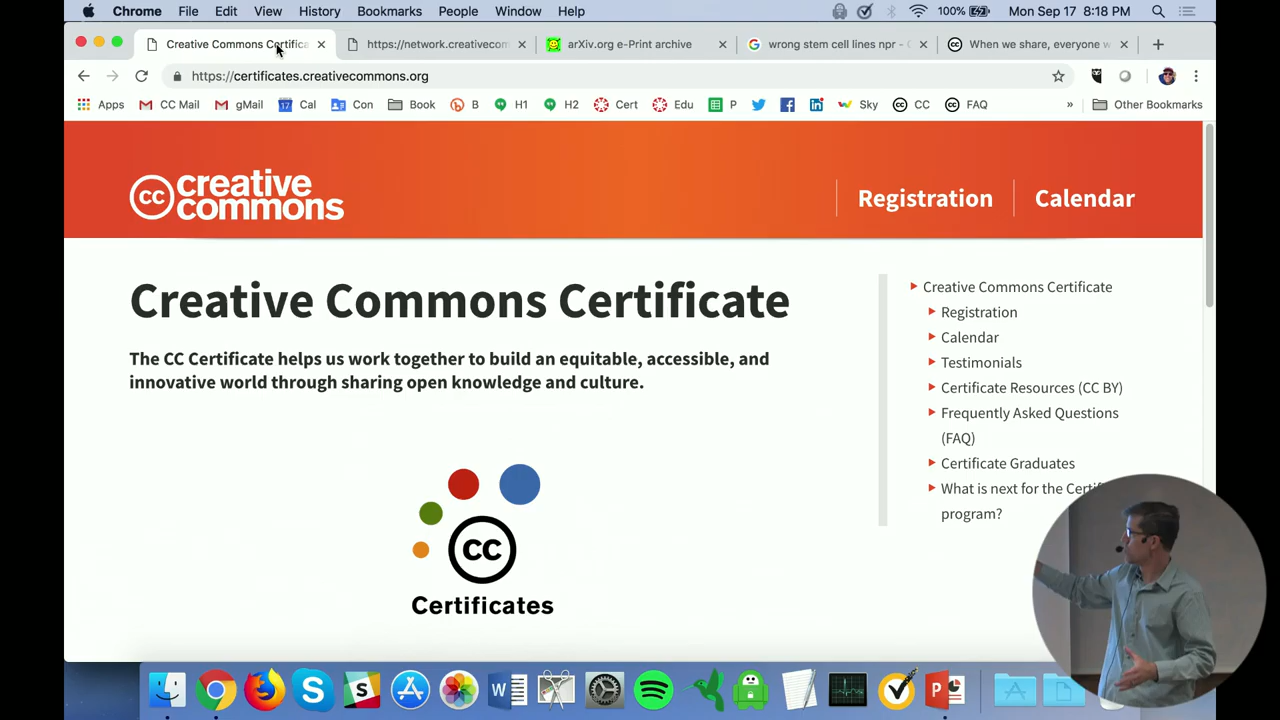 Chrome File Edit View History Bookmarks People Window Help 100% Mon Sep 17 8:18 PM
Creative Commons Certifica https://network.creativecom arXiv.org e-Print archive wrong stem cell lines npr - When we share, everyone w
https://certificates.creativecommons.org
Apps CC Mail gMail 17 Cal Con Book B H1 H2 Cert Edu P Sky CC FAQ » Other Bookmarks
cc creative commons
Registration Calendar
Creative Commons Certificate
The CC Certificate helps us work together to build an equitable, accessible, and
innovative world through sharing open knowledge and culture.
cc
Certificates
Creative Commons Certificate
Registration
Calendar
Testimonials
Certificate Resources (CC BY)
Frequently Asked Questions
(FAQ)
Certificate Graduates
What is next for the Certif
program?